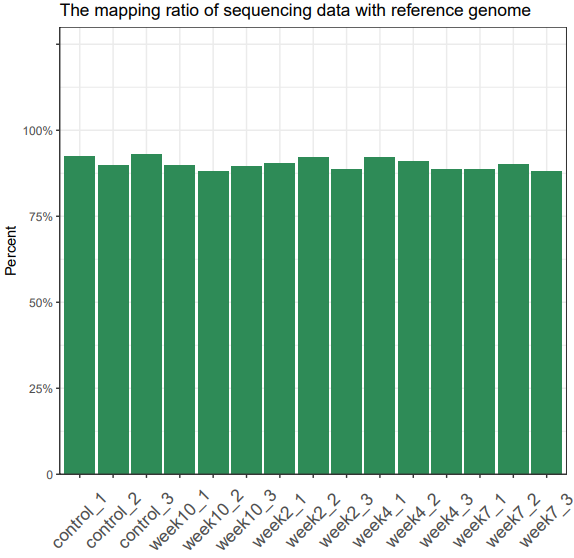 The mapping ratio of sequencing data with reference genome
Percent
100%
75%
50%
25%
0
control_1
control_2
control_3
week10_1
week10_2
week10_3
week2_1
week2_2
week2_3
week4_1
week4_2
week4_3
week7_1
week7_2
week7_3